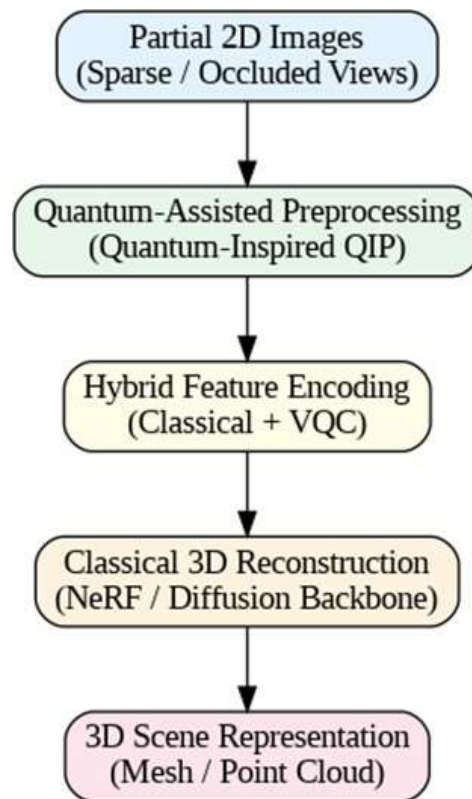 Partial 2D Images
(Sparse / Occluded Views)
Quantum-Assisted Preprocessing
(Quantum-Inspired QIP)
Hybrid Feature Encoding
(Classical + VQC)
Classical 3D Reconstruction
(NeRF / Diffusion Backbone)
3D Scene Representation
(Mesh / Point Cloud)